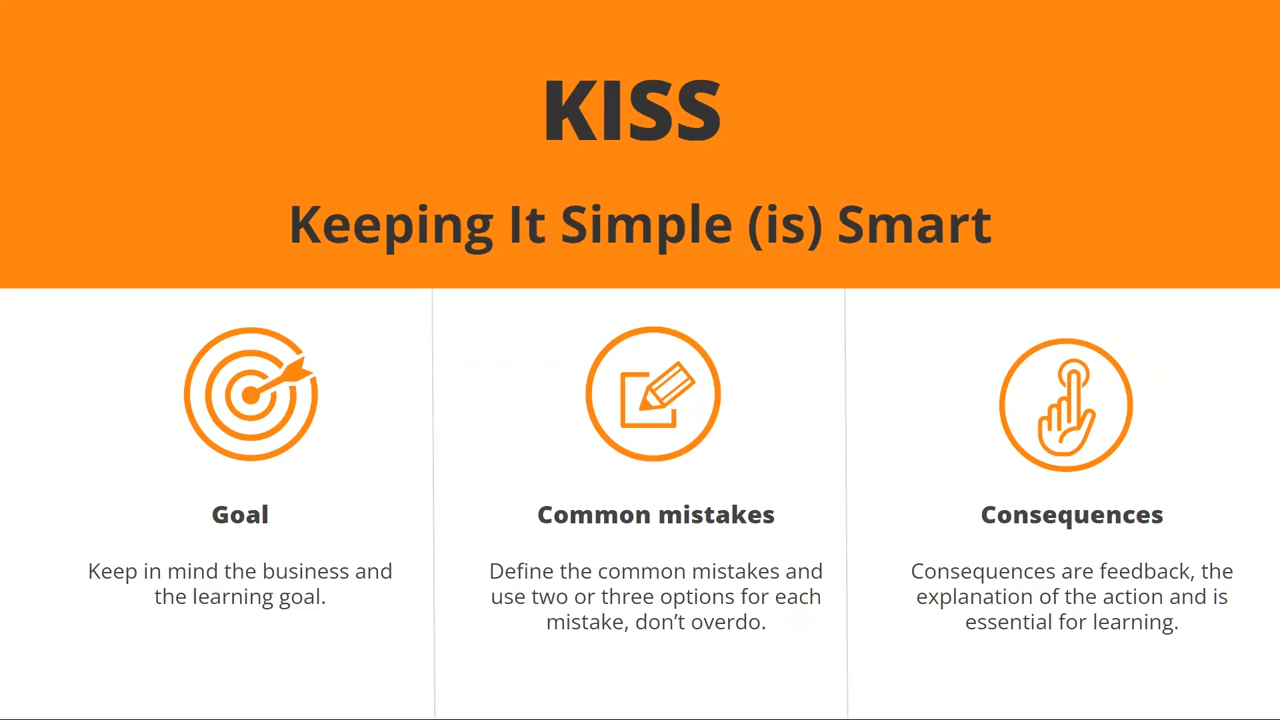 KISS
Keeping It Simple (is) Smart
Goal
Keep in mind the business and
the learning goal.
Common mistakes
Define the common mistakes and
use two or three options for each
mistake, don’t overdo.
Consequences
Consequences are feedback, the
explanation of the action and is
essential for learning.